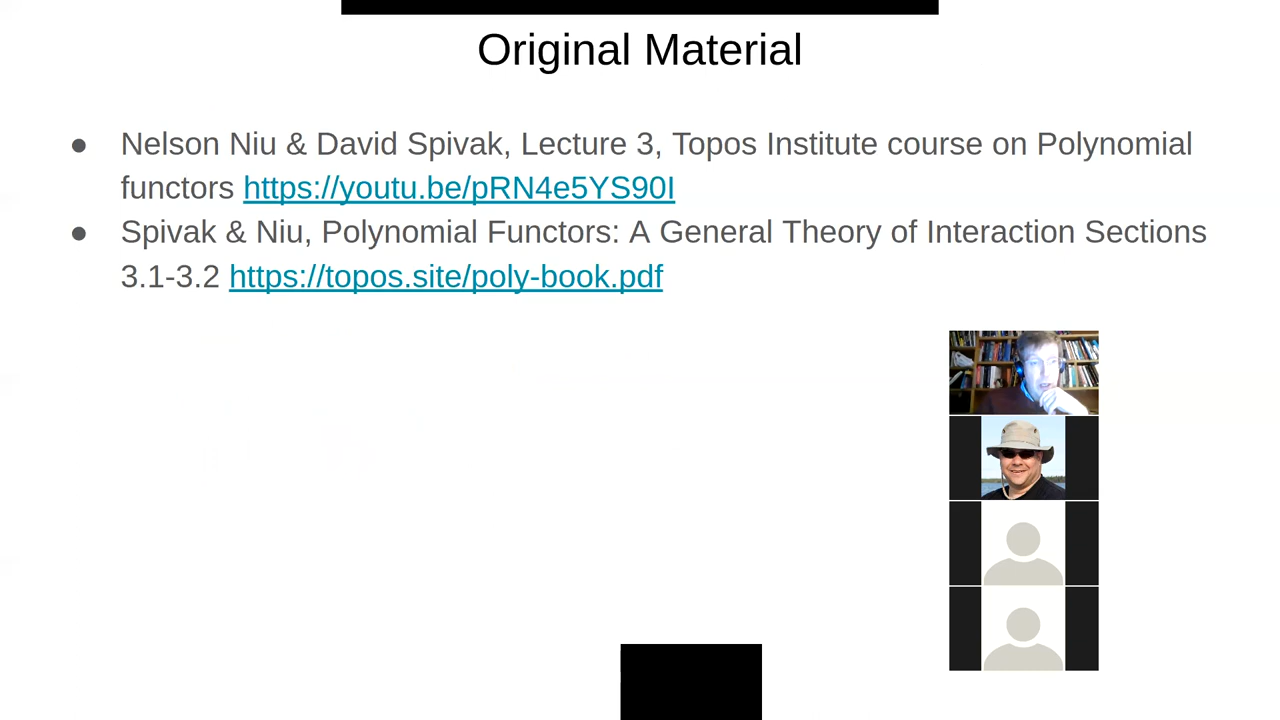 Original Material
● Nelson Niu & David Spivak, Lecture 3, Topos Institute course on Polynomial
functors https://youtu.be/pRN4e5YS90I
● Spivak & Niu, Polynomial Functors: A General Theory of Interaction Sections
3.1-3.2 https://topos.site/poly-book.pdf